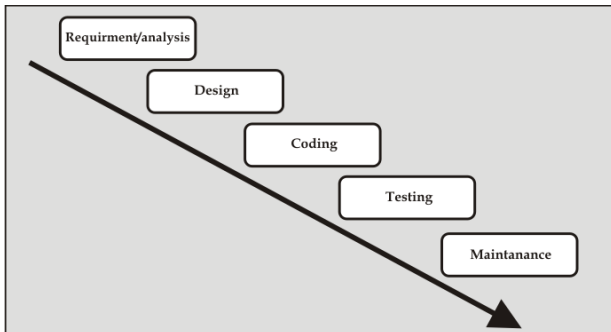 Requirment/analysis
Design
Coding
Testing
Maintanance